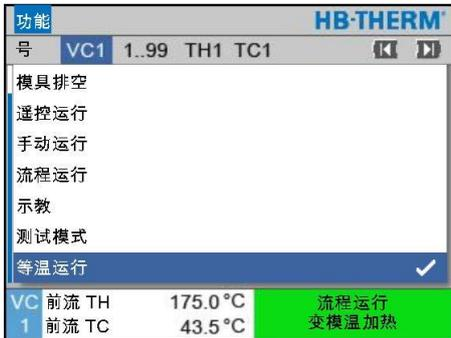 功能 HB-THERM®
号 VC1 1..99 TH1 TC1
模具排空
遥控运行
手动运行
流程运行
示教
测试模式
等温运行
VC 前流 TH 175.0°C 流程运行
1 前流 TC 43.5°C 变模温加热